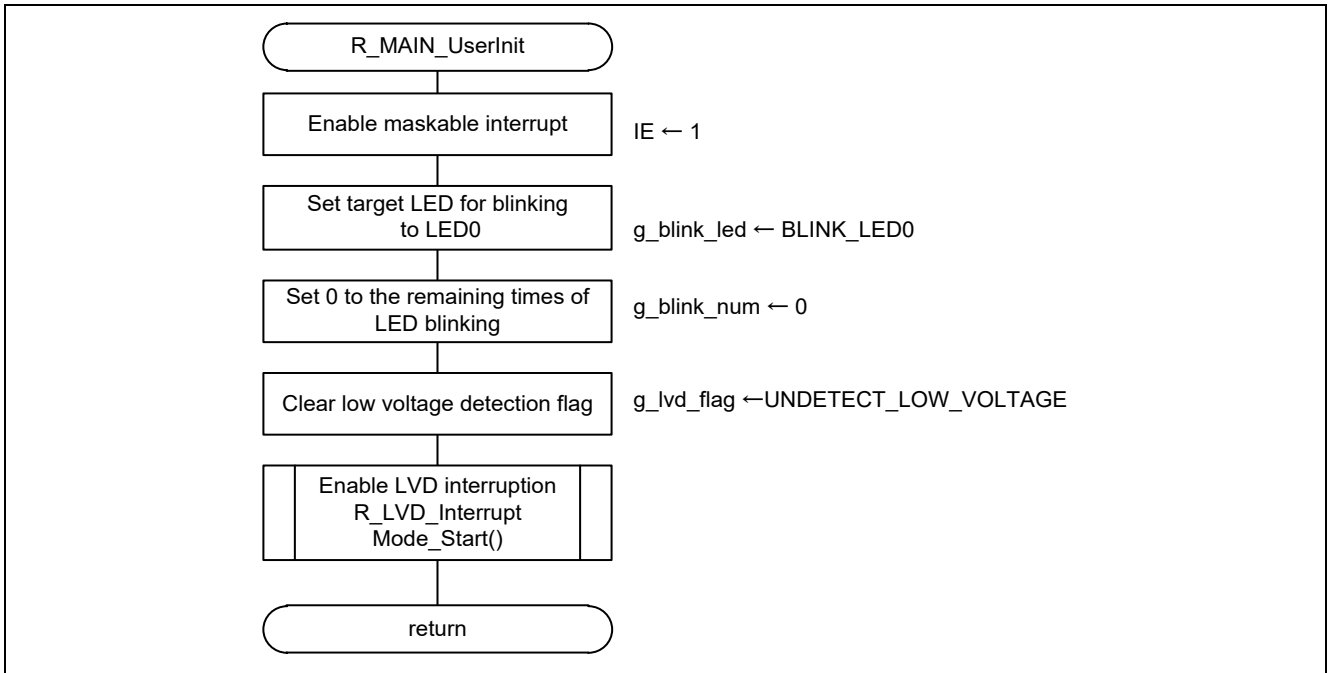 R_MAIN_UserInit
Enable maskable interrupt
IE ← 1
Set target LED for blinking
to LED0
g_blink_led ← BLINK_LED0
Set 0 to the remaining times of
LED blinking
g_blink_num ← 0
Clear low voltage detection flag
g_lvd_flag ←UNDETECT_LOW_VOLTAGE
Enable LVD interruption
R_LVD_Interrupt
Mode_Start()
return